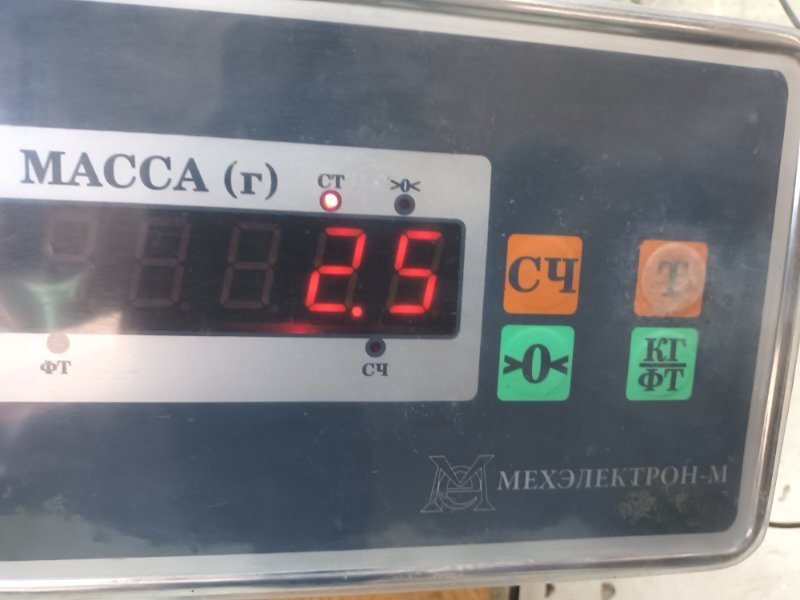 МАССА (г)
СТ >0<
2.5
ФТ СЧ
СЧ Т
>0< КГ
ФТ
МЕХЭЛЕКТРОН-М